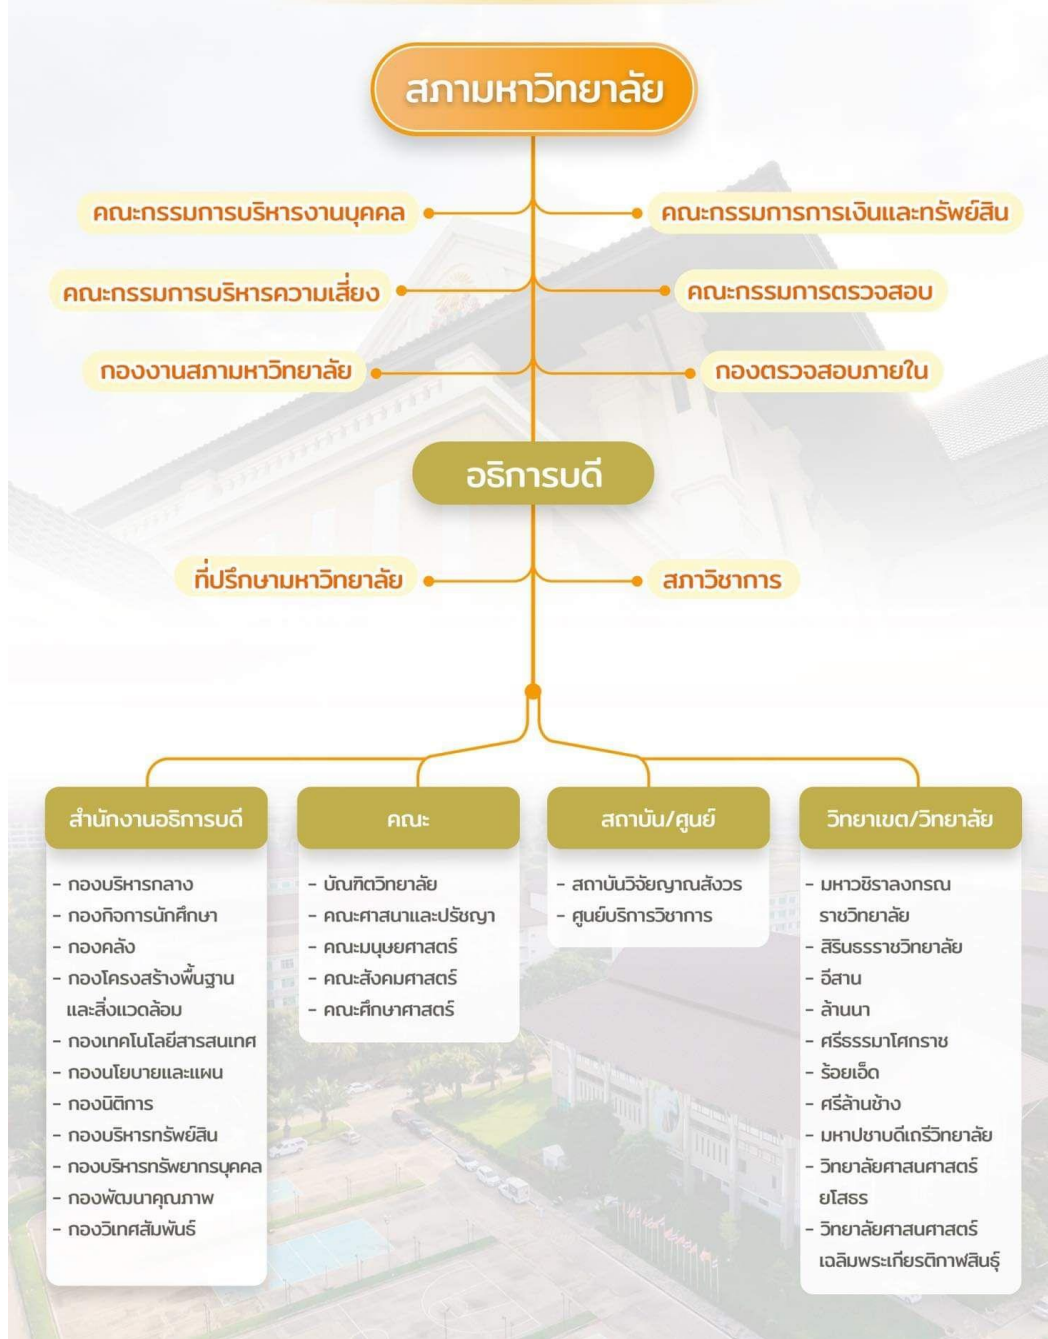 สภามหาวิทยาลัย
คณะกรรมการบริหารงานบุคคล
คณะกรรมการการเงินและทรัพย์สิน
คณะกรรมการบริหารความเสี่ยง
คณะกรรมการตรวจสอบ
กองงานสภามหาวิทยาลัย
กองตรวจสอบภายใน
อธิการบดี
ที่ปรึกษามหาวิทยาลัย
สภาวิชาการ
สำนักงานอธิการบดี
- กองบริหารกลาง
- กองกิจการนักศึกษา
- กองคลัง
- กองโครงสร้างพื้นฐาน
และสิ่งแวดล้อม
- กองเทคโนโลยีสารสนเทศ
- กองนโยบายและแผน
- กองนิติการ
- กองบริหารทรัพย์สิน
- กองบริหารทรัพยากรบุคคล
- กองพัฒนาคุณภาพ
- กองวิเทศสัมพันธ์
คณะ
- บัณฑิตวิทยาลัย
- คณะศาสนาและปรัชญา
- คณะมนุษยศาสตร์
- คณะสังคมศาสตร์
- คณะศึกษาศาสตร์
สถาบัน/ศูนย์
- สถาบันวิจัยญาณสังวร
- ศูนย์บริการวิชาการ
วิทยาเขต/วิทยาลัย
- มหาวชิราลงกรณ
ราชวิทยาลัย
- สิรินธรราชวิทยาลัย
- อีสาน
- ล้านนา
- ศรีธรรมาโศกราช
- ร้อยเอ็ด
- ศรีล้านช้าง
- มหาปชาบดีเถรีวิทยาลัย
- วิทยาลัยศาสนศาสตร์
ยโสธร
- วิทยาลัยศาสนศาสตร์
เฉลิมพระเกียรติกาฬสินธุ์